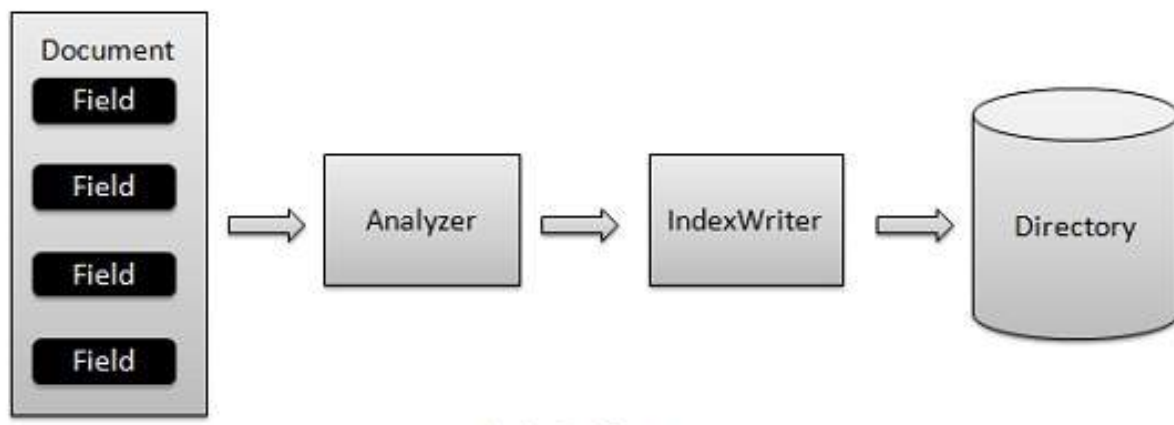 Document
Field
Field
Field
Field
Analyzer
IndexWriter
Directory